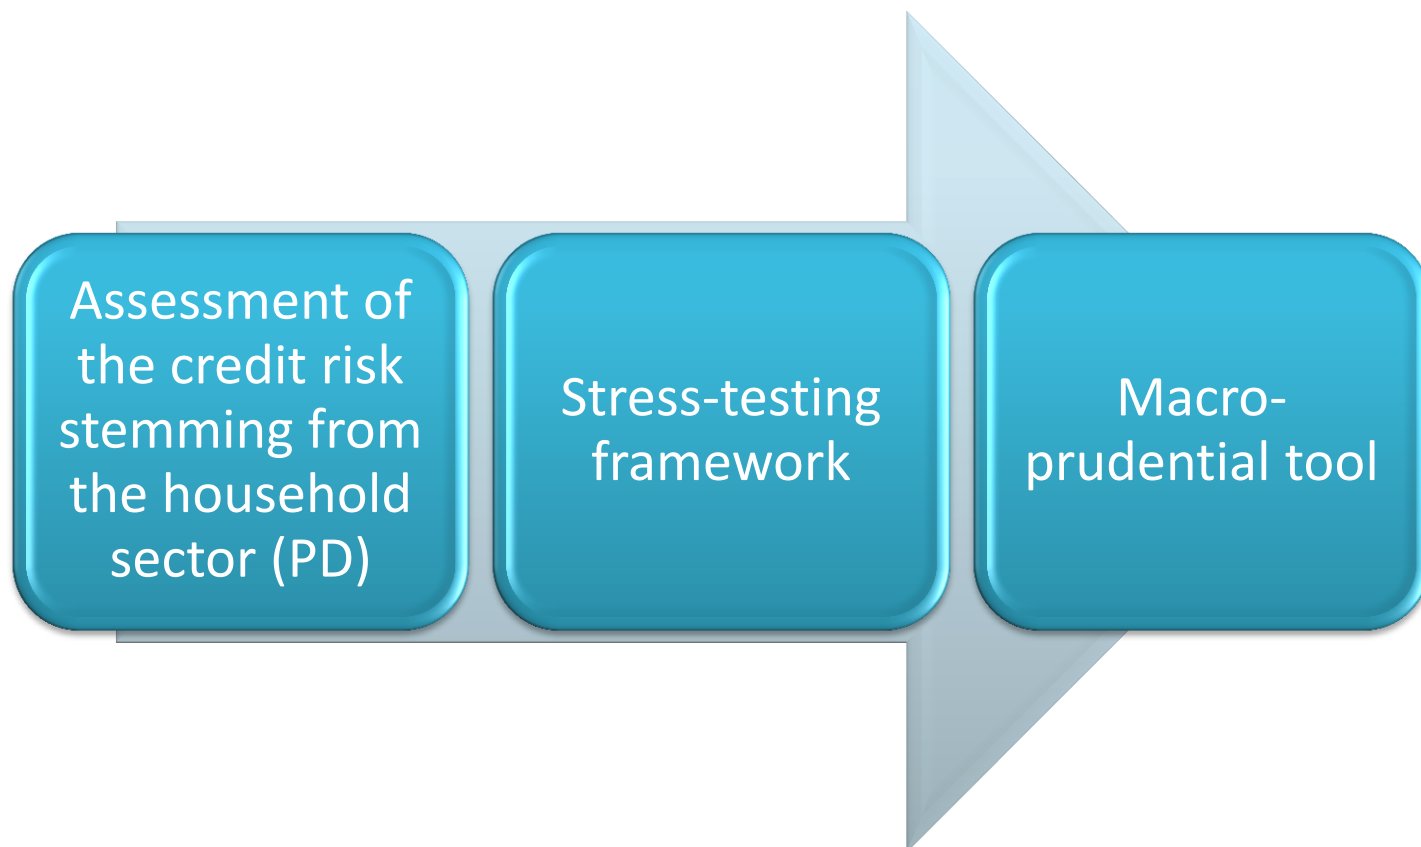 Assessment of
the credit risk
stemming from
the household
sector (PD)
Stress-testing
framework
Macro-
prudential tool